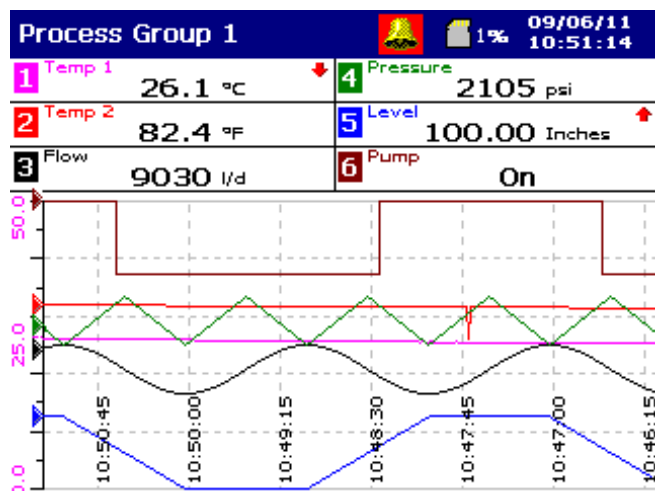 Process Group 1 1% 09/06/11
10:51:14
1 Temp 1 26.1 °C
4 Pressure 2105 psi
2 Temp 2 82.4 °F
5 Level 100.00 Inches
3 Flow 9030 l/d
6 Pump On
50.0
25.0
0.0
10:50:45
10:50:00
10:49:15
10:48:30
10:47:45
10:47:00
10:46:15